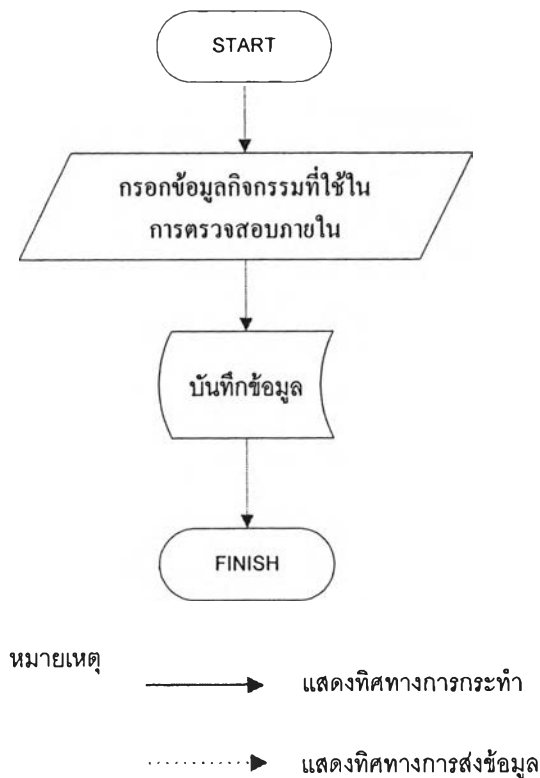 START
กรอกข้อมูลกิจกรรมที่ใช้ใน
การตรวจสอบภายใน
บันทึกข้อมูล
FINISH
หมายเหตุ
แสดงทิศทางการกระทำ
แสดงทิศทางการส่งข้อมูล